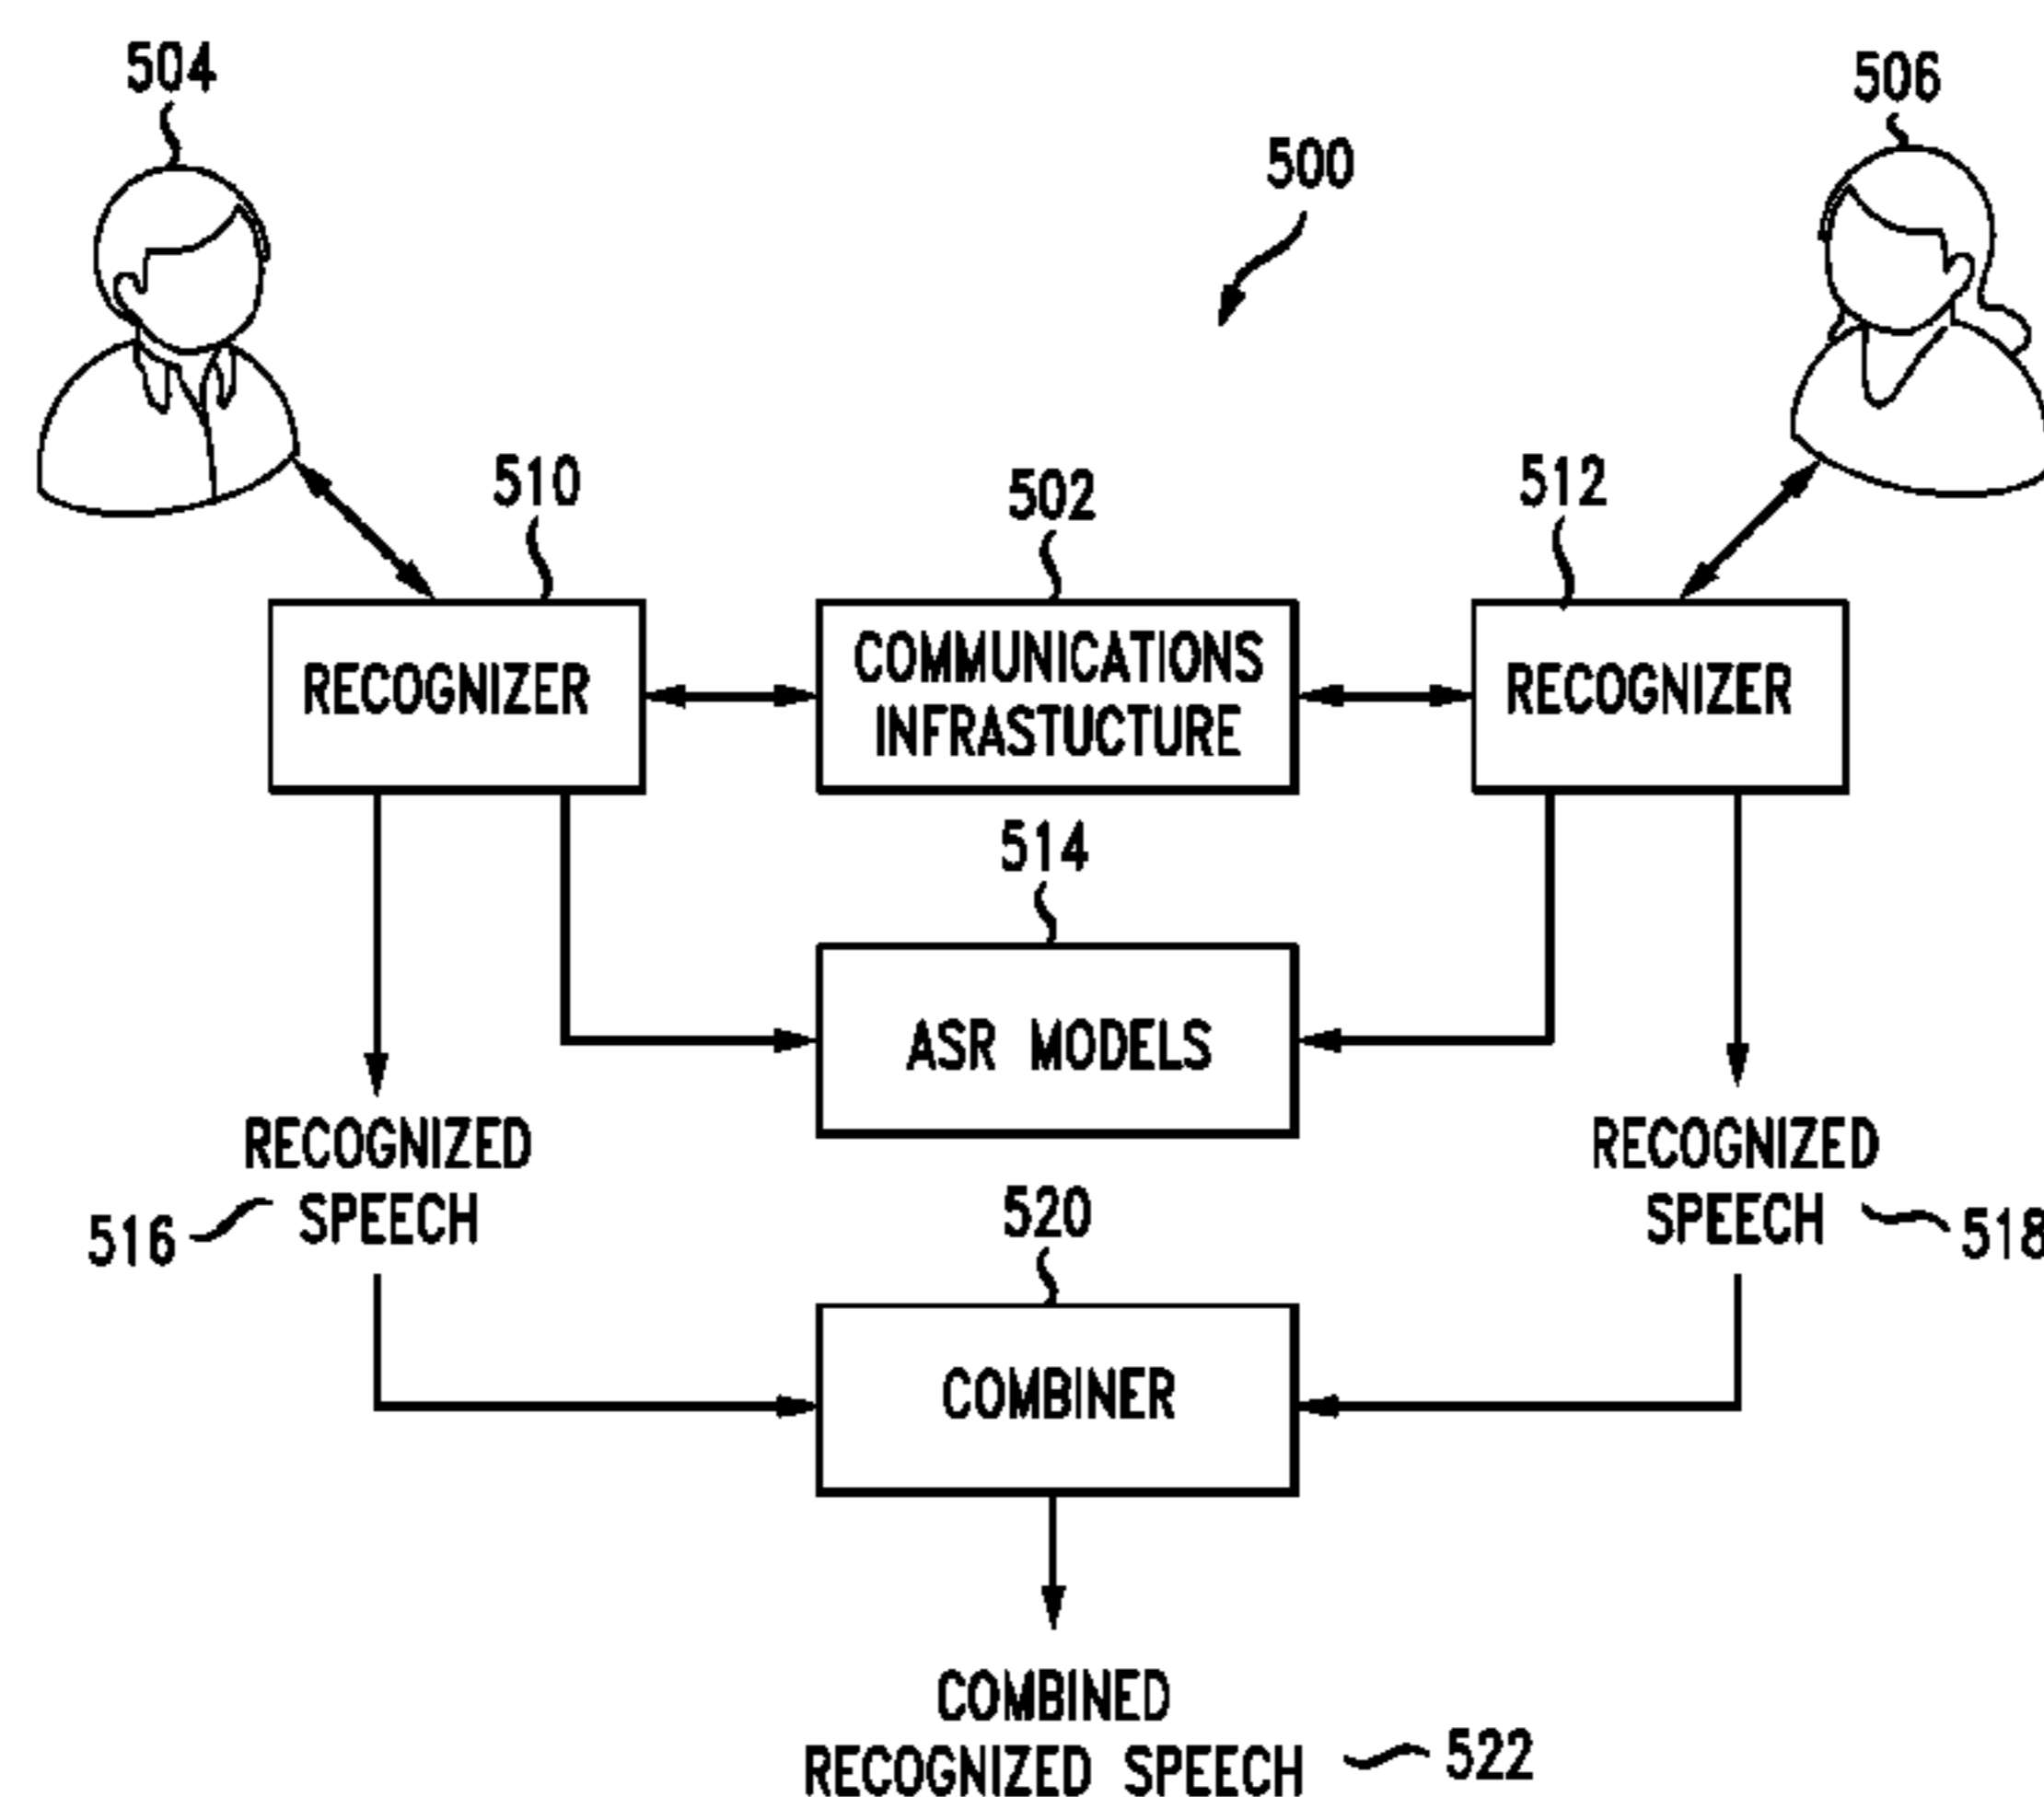 504
506
500
510
502
512
RECOGNIZER
COMMUNICATIONS
INFRASTUCTURE
RECOGNIZER
514
ASR MODELS
RECOGNIZED
SPEECH
516
RECOGNIZED
SPEECH
518
520
COMBINER
COMBINED
RECOGNIZED SPEECH
522